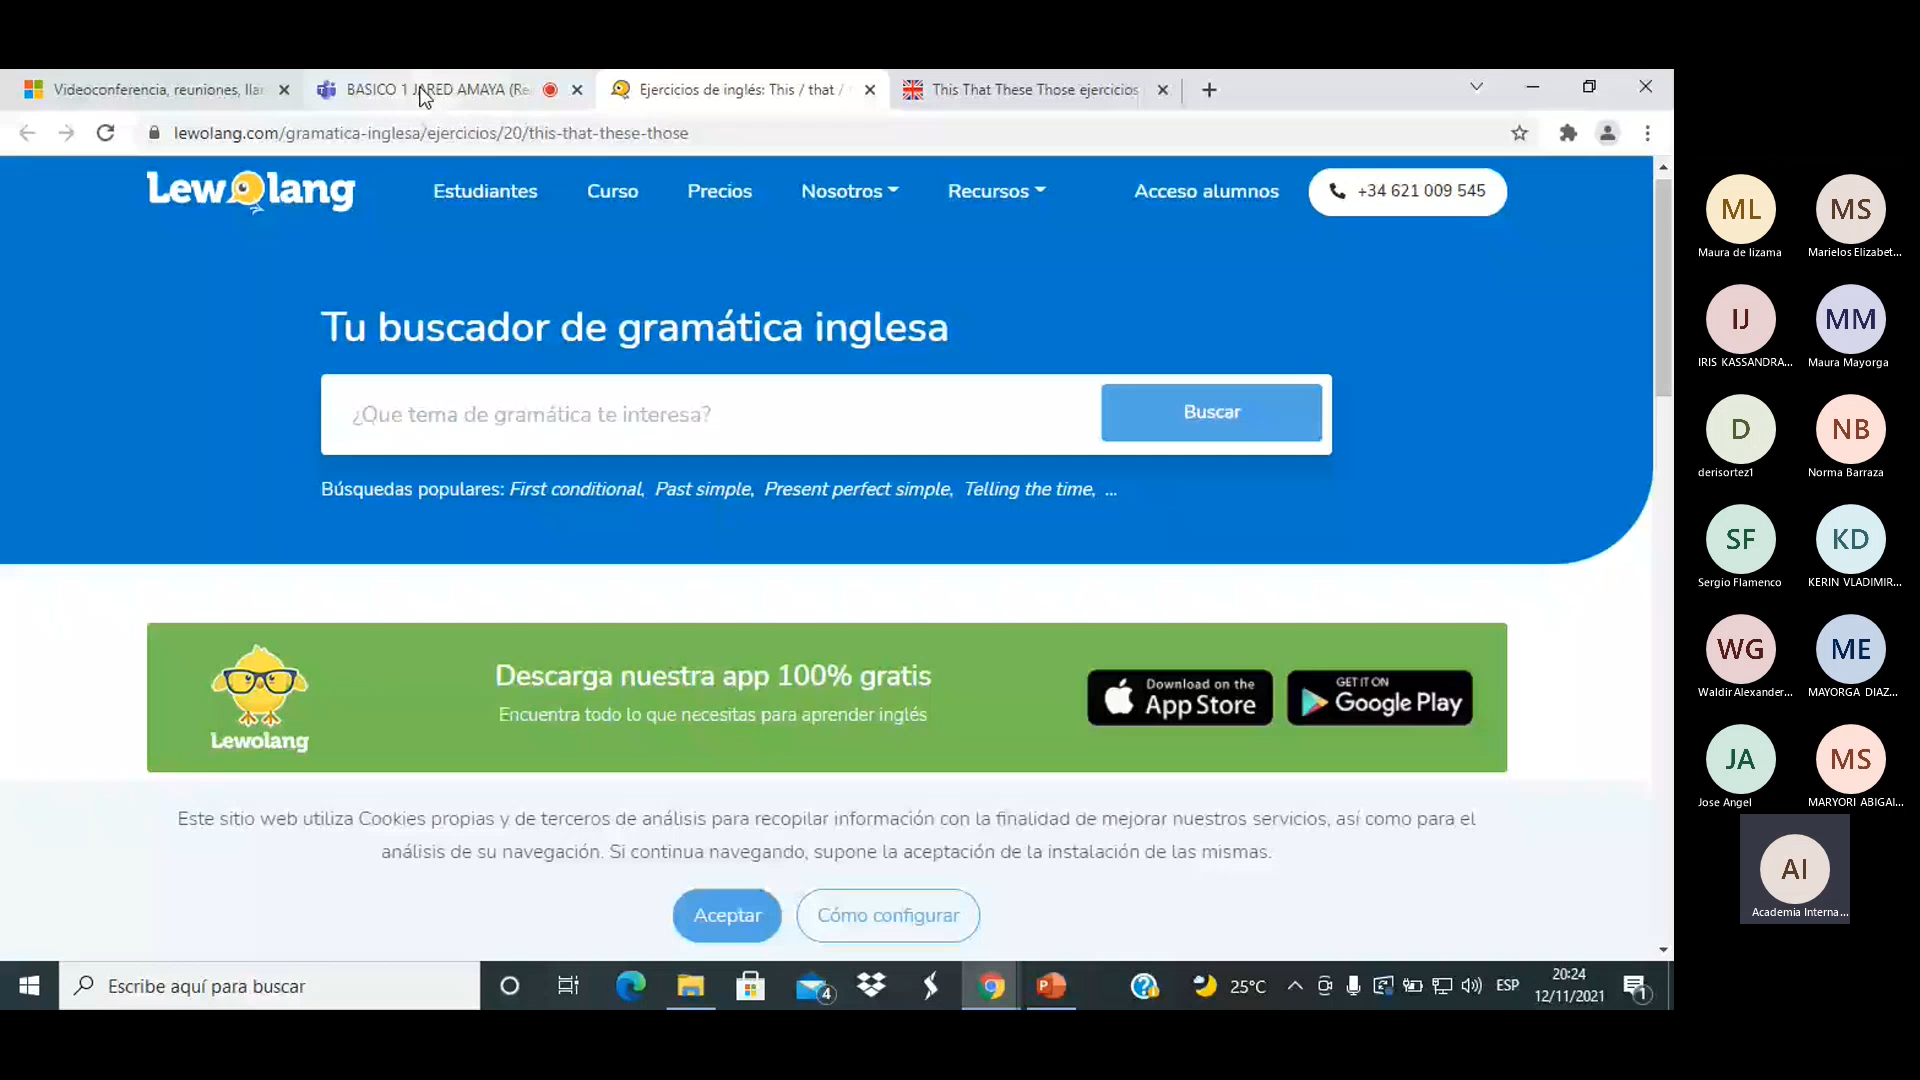 Videoconferencia, reuniones, lla
BASICO 1 JARED AMAYA (Re
Ejercicios de inglés: This / that /
This That These Those ejercicios
lewolang.com/gramatica-inglesa/ejercicios/20/this-that-these-those
Lewolang
Estudiantes
Curso
Precios
Nosotros
Recursos
Acceso alumnos
+34 621 009 545
Tu buscador de gramática inglesa
¿Que tema de gramática te interesa?
Buscar
Búsquedas populares: First conditional, Past simple, Present perfect simple, Telling the time, ...
Lewolang
Descarga nuestra app 100% gratis
Encuentra todo lo que necesitas para aprender inglés
Download on the
App Store
GET IT ON
Google Play
Este sitio web utiliza Cookies propias y de terceros de análisis para recopilar información con la finalidad de mejorar nuestros servicios, así como para el
análisis de su navegación. Si continua navegando, supone la aceptación de la instalación de las mismas.
Aceptar
Cómo configurar
Escribe aquí para buscar
4
25°C
ESP
20:24
12/11/2021
1
ML
Maura de lizama
MS
Marielos Elizabet...
IJ
IRIS KASSANDRA...
MM
Maura Mayorga
D
derisortez1
NB
Norma Barraza
SF
Sergio Flamenco
KD
KERIN VLADIMIR...
WG
Waldir Alexander...
ME
MAYORGA DIAZ...
JA
Jose Angel
MS
MARYORI ABIGAI...
AI
Academia Interna...